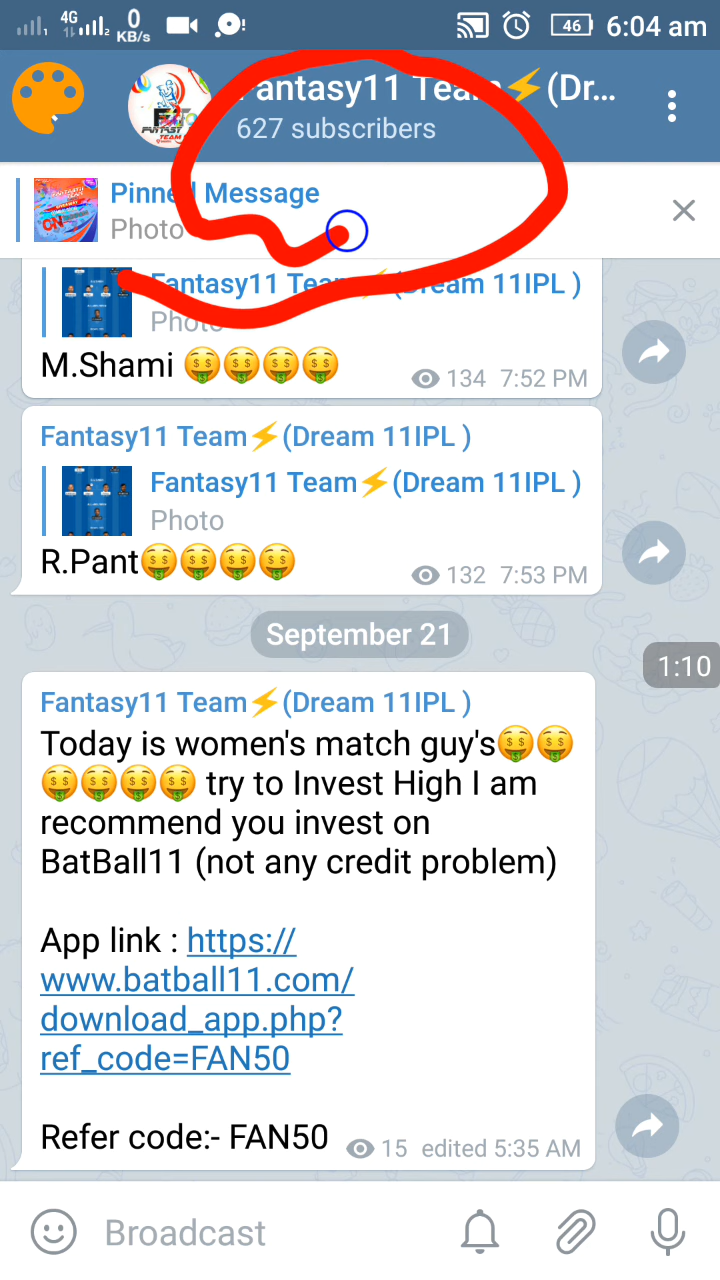 4G
0
KB/s
46
6:04 am
Fantasy11 Team⚡(Dr...
627 subscribers
Pinned Message
Photo
Fantasy11 Team⚡(Dream 11IPL )
Photo
M.Shami 🤑🤑🤑🤑
134 7:52 PM
Fantasy11 Team⚡(Dream 11IPL )
Fantasy11 Team⚡(Dream 11IPL )
Photo
R.Pant🤑🤑🤑🤑
132 7:53 PM
September 21
1:10
Fantasy11 Team⚡(Dream 11IPL )
Today is women's match guy's🤑🤑
🤑🤑🤑🤑 try to Invest High I am
recommend you invest on
BatBall11 (not any credit problem)
App link : https://
www.batball11.com/
download_app.php?
ref_code=FAN50
Refer code:- FAN50
15 edited 5:35 AM
Broadcast